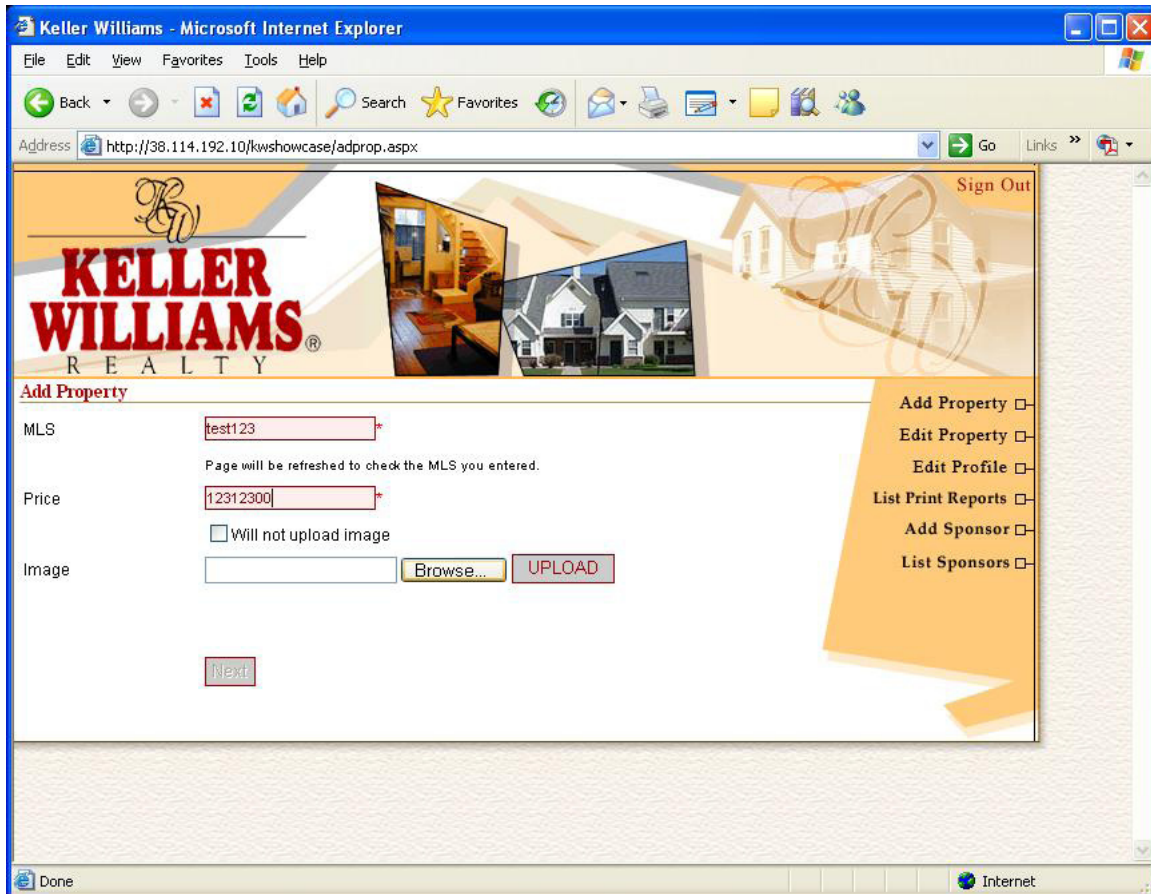 Keller Williams - Microsoft Internet Explorer
File Edit View Favorites Tools Help
Back Search Favorites
Address http://38.114.192.10/kwshowcase/adprop.aspx Go Links »
Sign Out
KW
KELLER
WILLIAMS®
REALTY
Add Property
MLS test123*
Page will be refreshed to check the MLS you entered.
Price 12312300*
Will not upload image
Image Browse... UPLOAD
Next
Add Property
Edit Property
Edit Profile
List Print Reports
Add Sponsor
List Sponsors
Done Internet